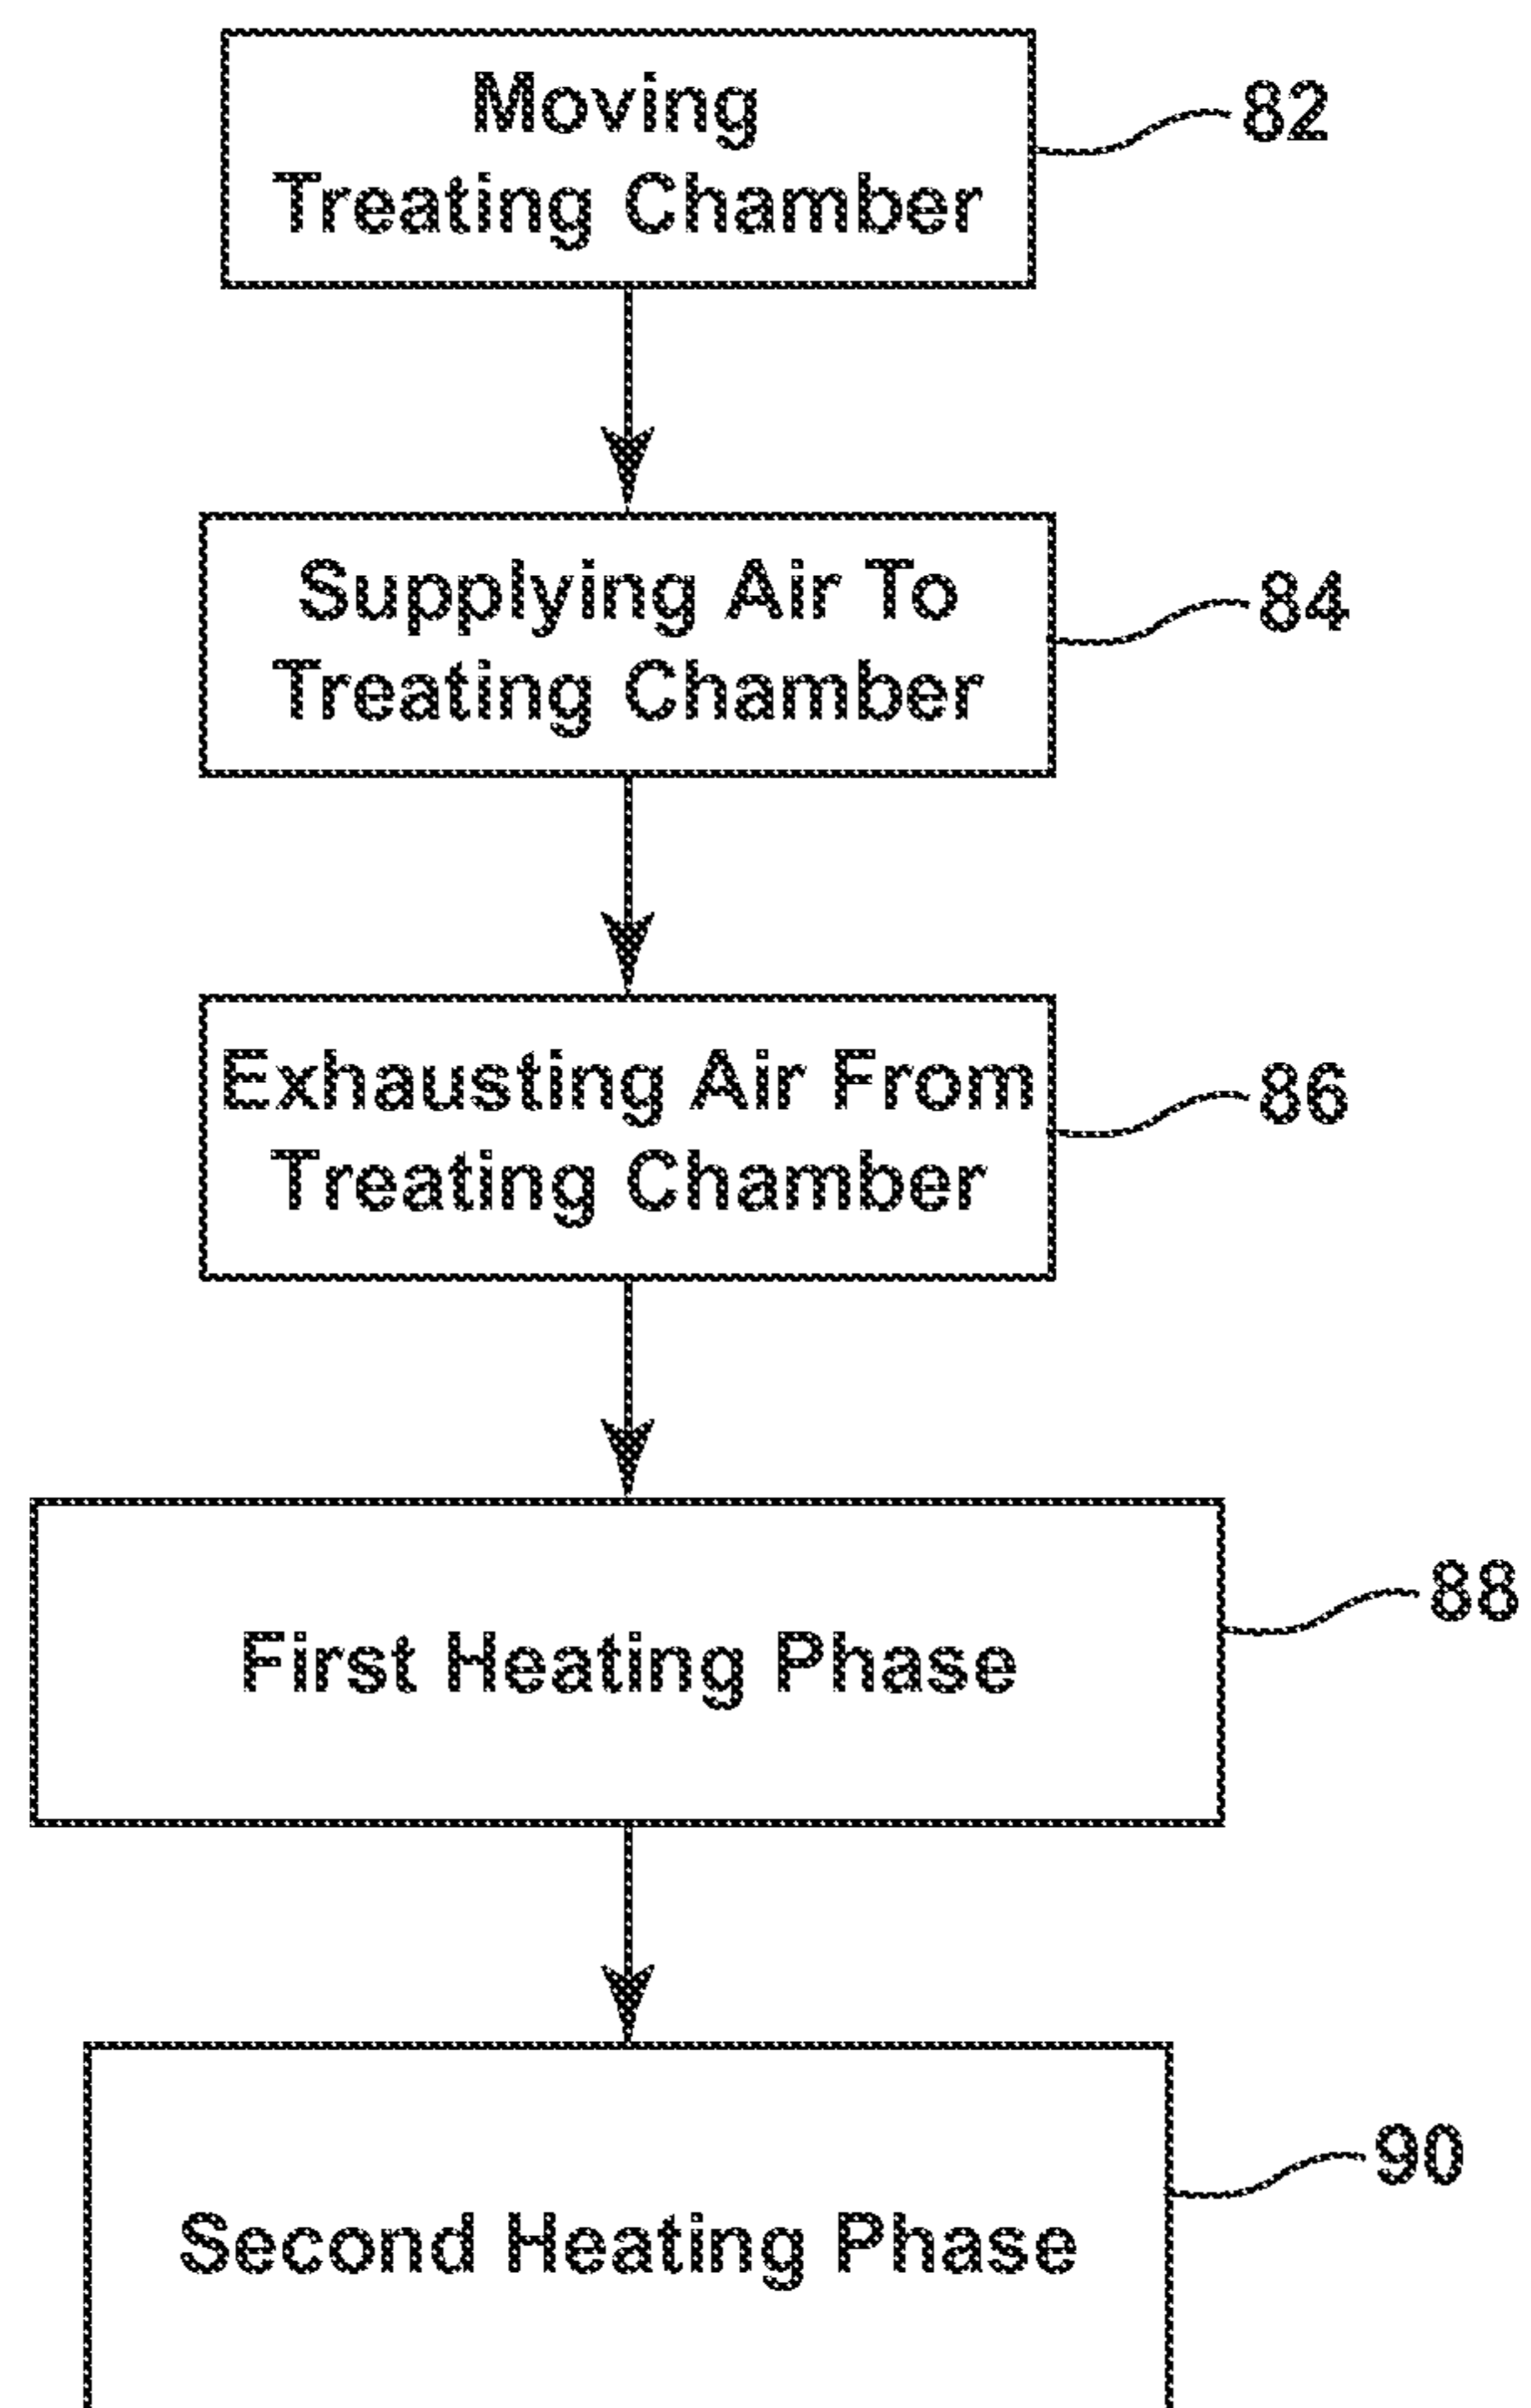 Moving
Treating Chamber
82
Supplying Air To
Treating Chamber
84
Exhausting Air From
Treating Chamber
86
First Heating Phase
88
Second Heating Phase
90